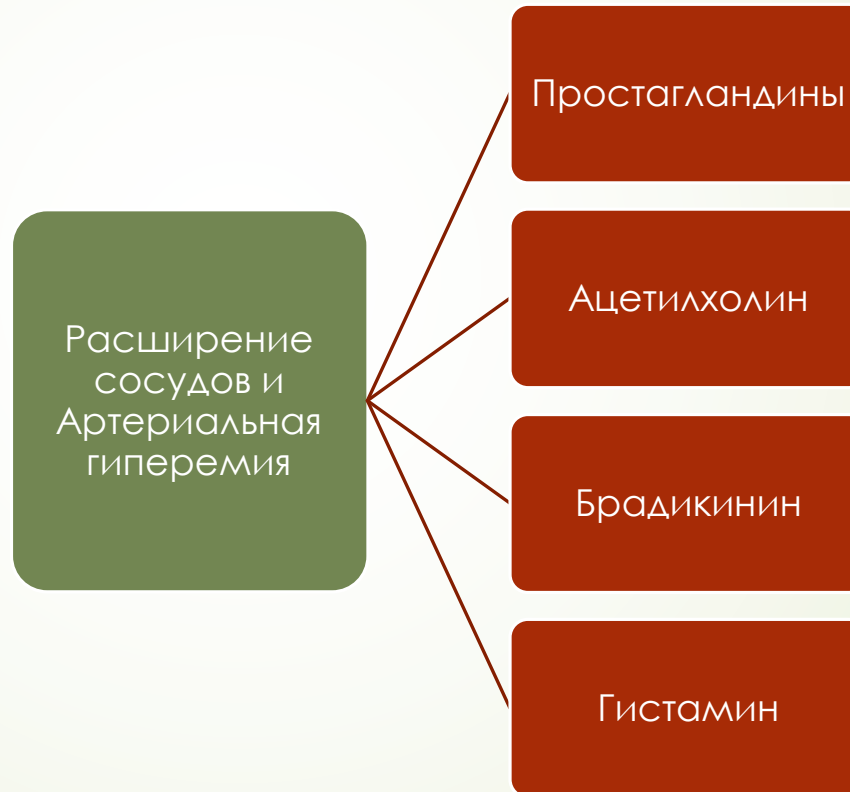 Расширение
сосудов и
Артериальная
гиперемия
Простагландины
Ацетилхолин
Брадикинин
Гистамин